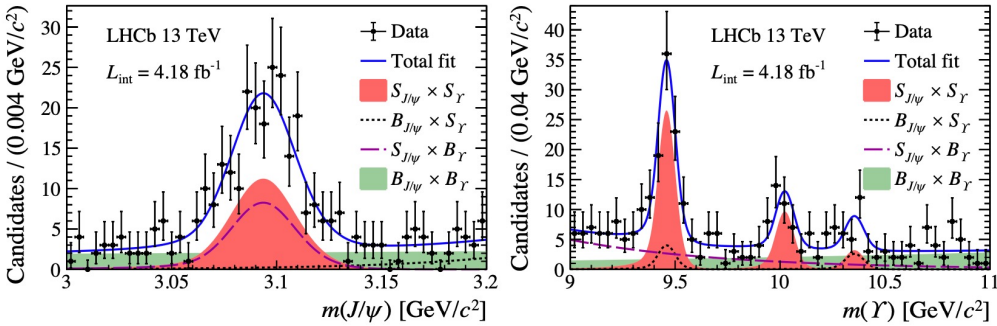 Candidates / (0.004 GeV/c²)
30
25
20
15
10
5
0
LHCb 13 TeV
L_int = 4.18 fb⁻¹
Data
Total fit
S_J/ψ × S_ϒ
B_J/ψ × S_ϒ
S_J/ψ × B_ϒ
B_J/ψ × B_ϒ
3 3.05 3.1 3.15 3.2
m(J/ψ) [GeV/c²]
Candidates / (0.04 GeV/c²)
40
35
30
25
20
15
10
5
0
LHCb 13 TeV
L_int = 4.18 fb⁻¹
Data
Total fit
S_J/ψ × S_ϒ
B_J/ψ × S_ϒ
S_J/ψ × B_ϒ
B_J/ψ × B_ϒ
9 9.5 10 10.5 11
m(ϒ) [GeV/c²]